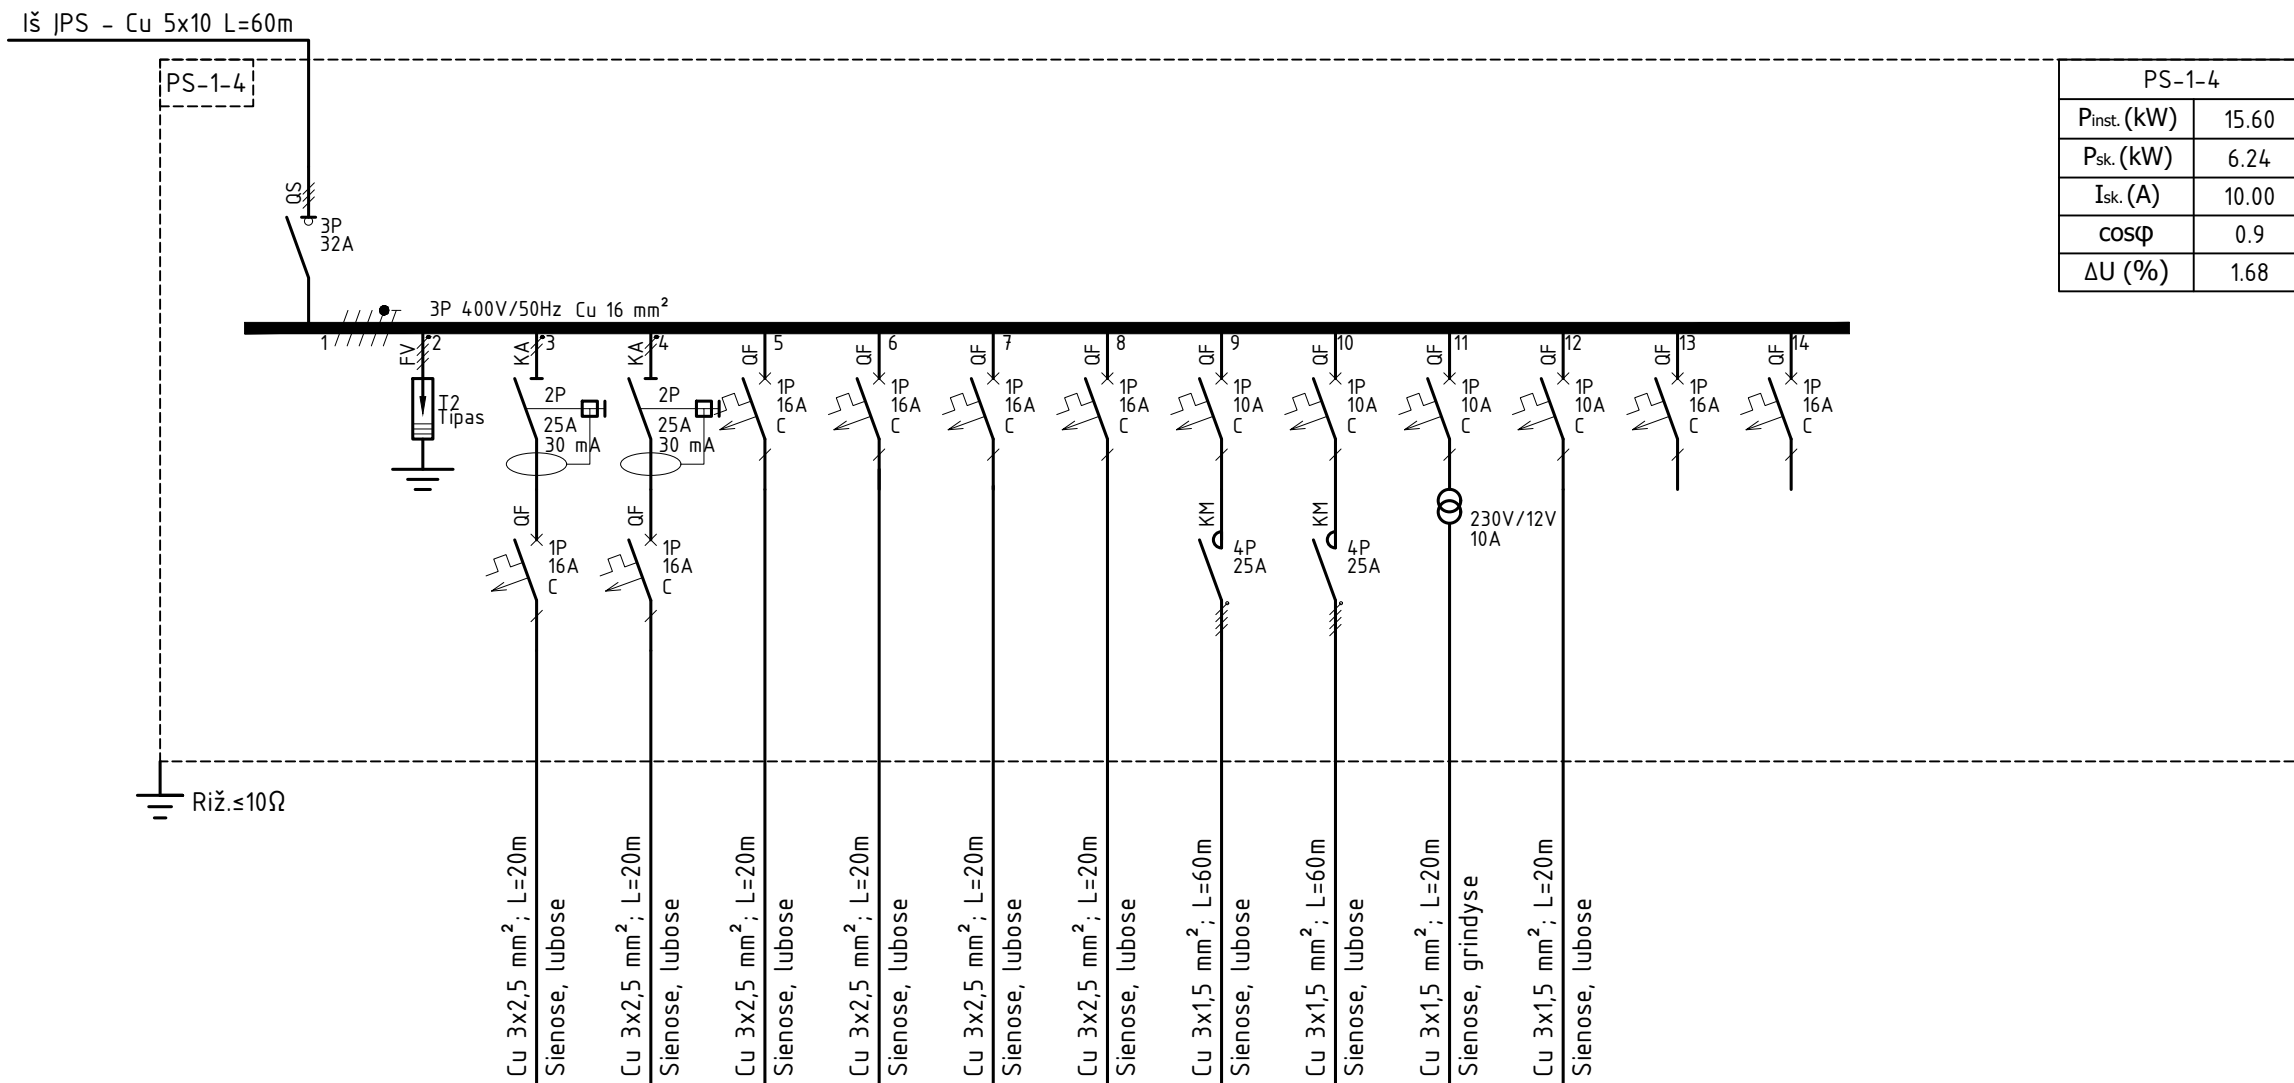 Iš JPS - Cu 5x10 L=60m
PS-1-4
PS-1-4
Pinst. (kW) 15.60
Psk. (kW) 6.24
Isk. (A) 10.00
cosφ 0.9
ΔU (%) 1.68
QS
3P
32A
3P 400V/50Hz Cu 16 mm²
1
2
3
4
5
6
7
8
9
10
11
12
13
14
FV
T2
Tipas
KA
2P
25A
30 mA
QF
1P
16A
C
KA
2P
25A
30 mA
QF
1P
16A
C
QF
1P
16A
C
QF
1P
16A
C
QF
1P
16A
C
QF
1P
16A
C
QF
1P
10A
C
KM
4P
25A
QF
1P
10A
C
KM
4P
25A
QF
1P
10A
C
230V/12V
10A
QF
1P
10A
C
QF
1P
16A
C
QF
1P
16A
C
Riž.≤10Ω
Cu 3x2,5 mm²; L=20m
Sienose, lubose
Cu 3x2,5 mm²; L=20m
Sienose, lubose
Cu 3x2,5 mm²; L=20m
Sienose, lubose
Cu 3x2,5 mm²; L=20m
Sienose, lubose
Cu 3x2,5 mm²; L=20m
Sienose, lubose
Cu 3x2,5 mm²; L=20m
Sienose, lubose
Cu 3x1,5 mm²; L=60m
Sienose, lubose
Cu 3x1,5 mm²; L=60m
Sienose, lubose
Cu 3x1,5 mm²; L=20m
Sienose, grindyse
Cu 3x1,5 mm²; L=20m
Sienose, lubose